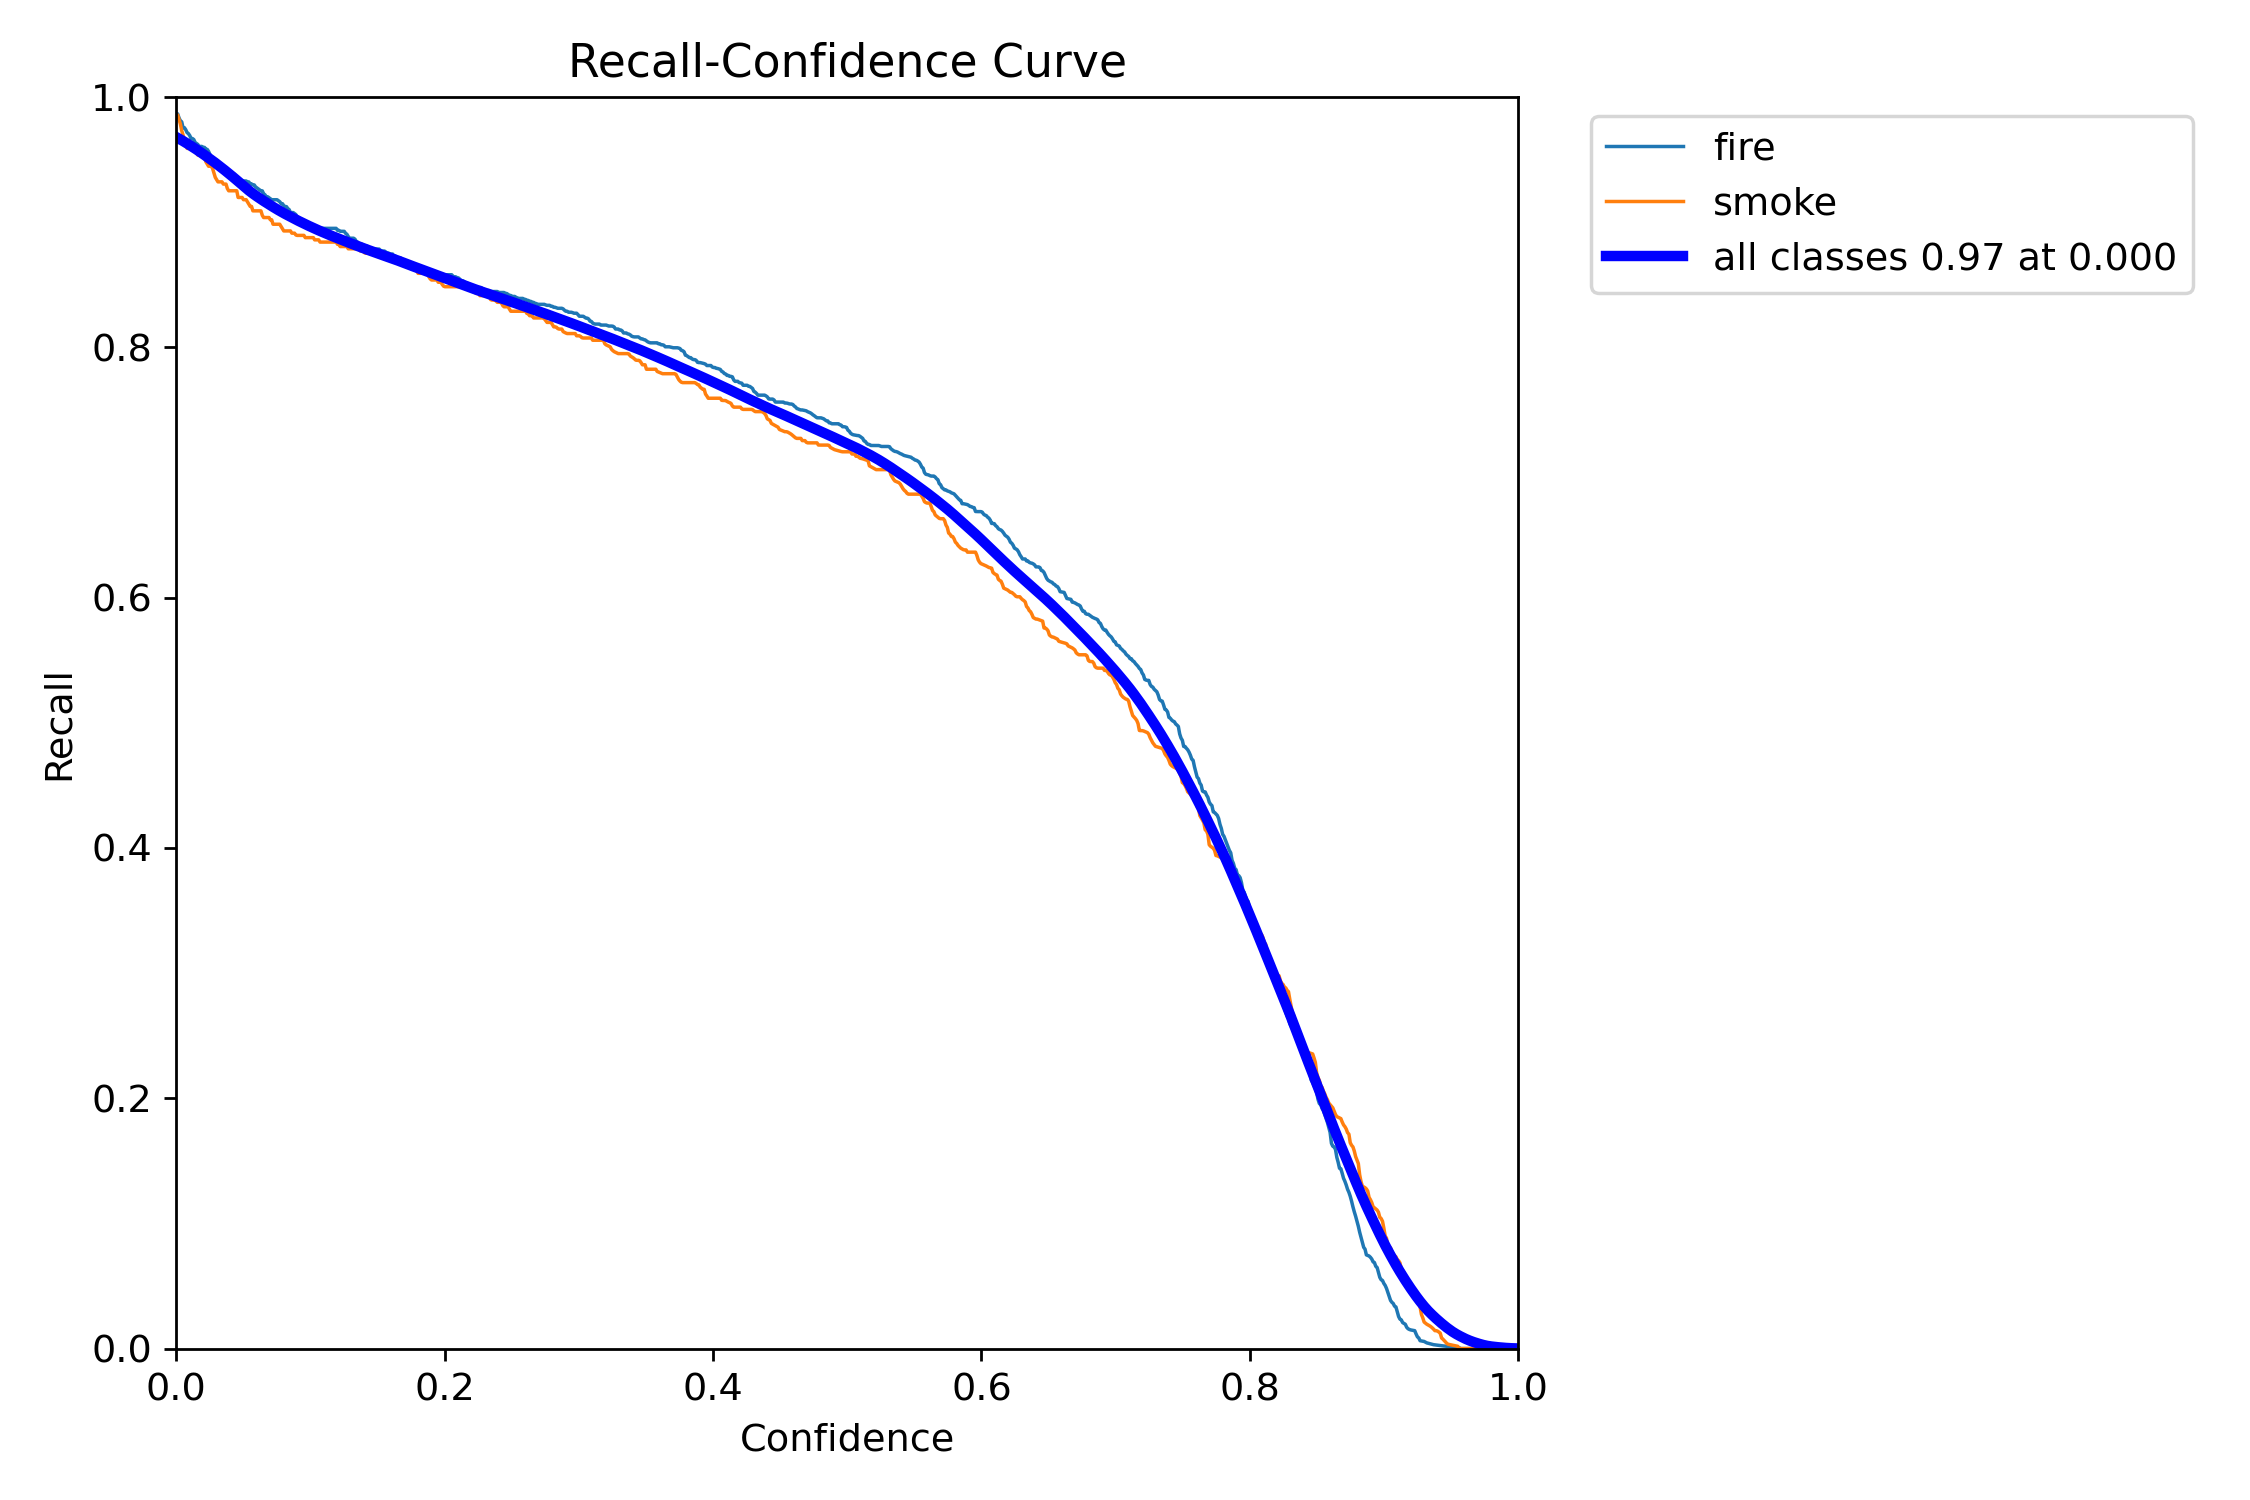 Recall-Confidence Curve
1.0
0.8
0.6
0.4
0.2
0.0
Recall
0.0 0.2 0.4 0.6 0.8 1.0
Confidence
fire
smoke
all classes 0.97 at 0.000